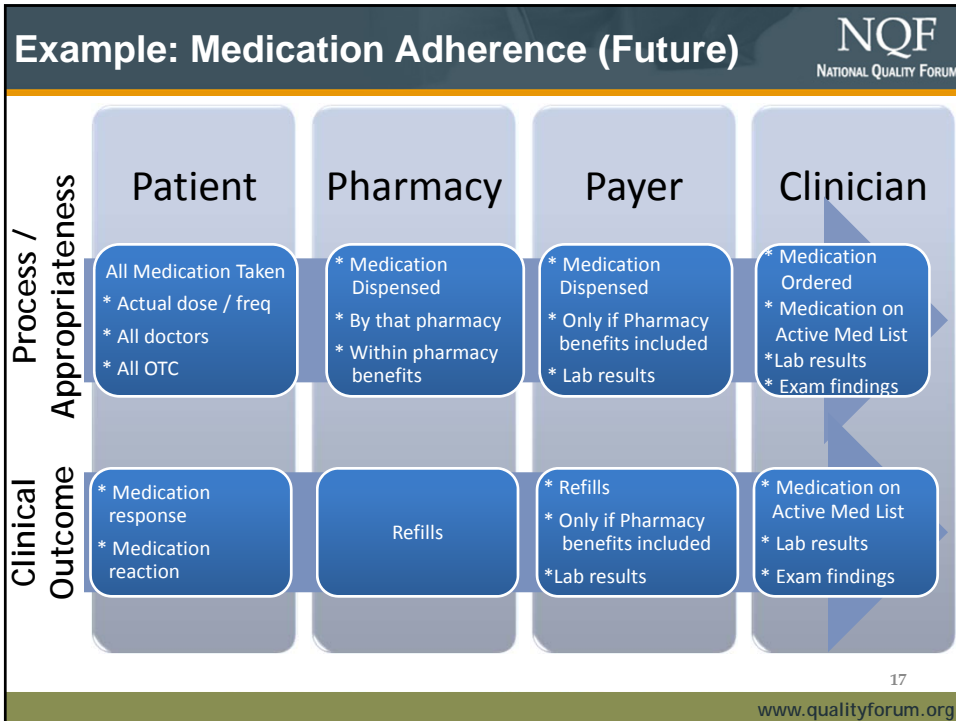 Example: Medication Adherence (Future)
NQF
NATIONAL QUALITY FORUM
Patient
Pharmacy
Payer
Clinician
Process /
Appropriateness
All Medication Taken
* Actual dose / freq
* All doctors
* All OTC
* Medication
Dispensed
* By that pharmacy
* Within pharmacy
benefits
* Medication
Dispensed
* Only if Pharmacy
benefits included
* Lab results
* Medication
Ordered
* Medication on
Active Med List
*Lab results
* Exam findings
Clinical
Outcome
* Medication
response
* Medication
reaction
Refills
* Refills
* Only if Pharmacy
benefits included
*Lab results
* Medication on
Active Med List
* Lab results
* Exam findings
17
www.qualityforum.org